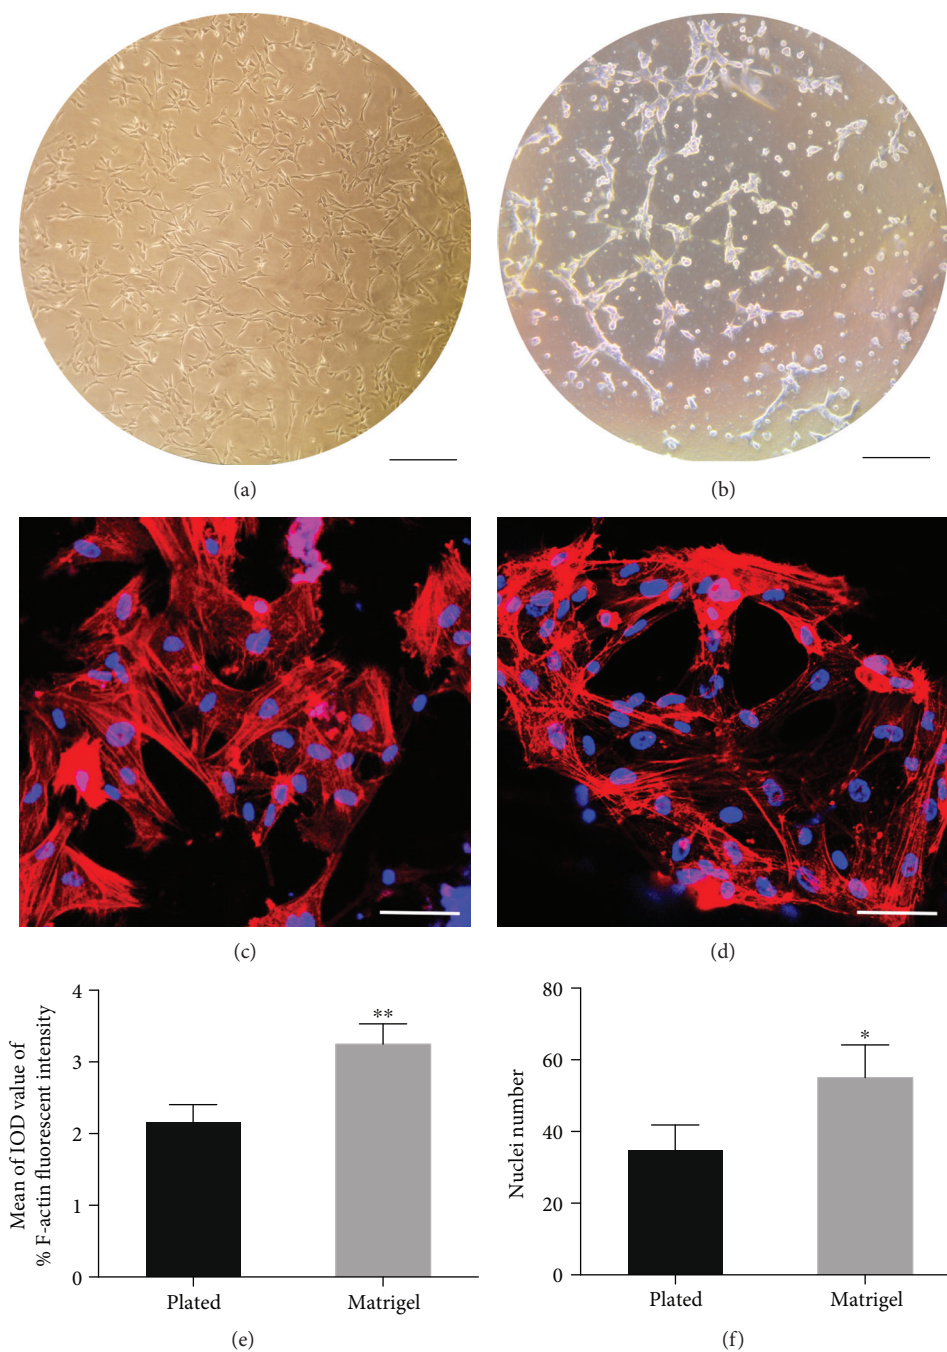 (a)
(b)
(c)
(d)
Mean of IOD value of
% F-actin fluorescent intensity
4
3
2
1
0
**
Plated
Matrigel
(e)
Nuclei number
80
60
40
20
0
*
Plated
Matrigel
(f)